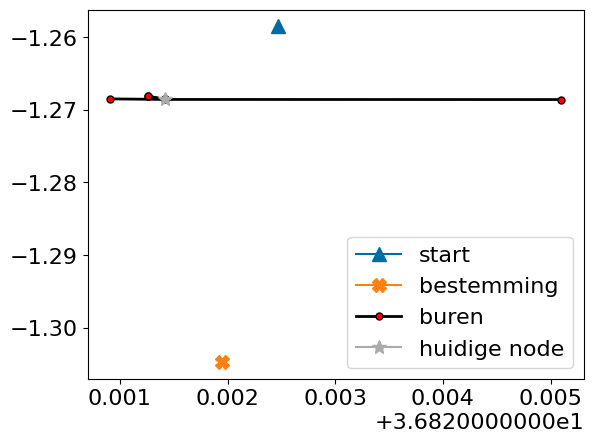 −1.26
−1.27
−1.28
−1.29
−1.30
start
bestemming
buren
huidige node
0.001 0.002 0.003 0.004 0.005
+3.6820000000e1